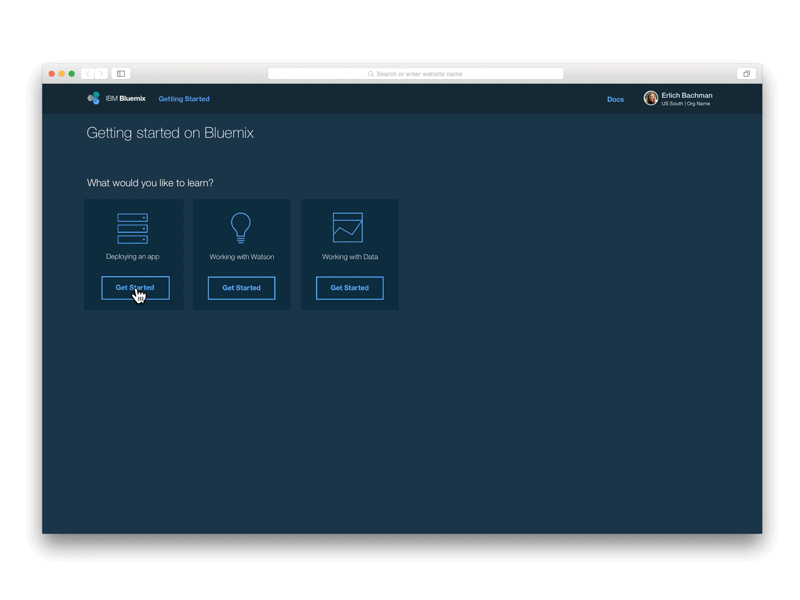 Search or enter website name
IBM Bluemix
Getting Started
Docs
Erlich Bachman
US South | Org Name
Getting started on Bluemix
What would you like to learn?
Deploying an app
Working with Watson
Working with Data
Get Started
Get Started
Get Started